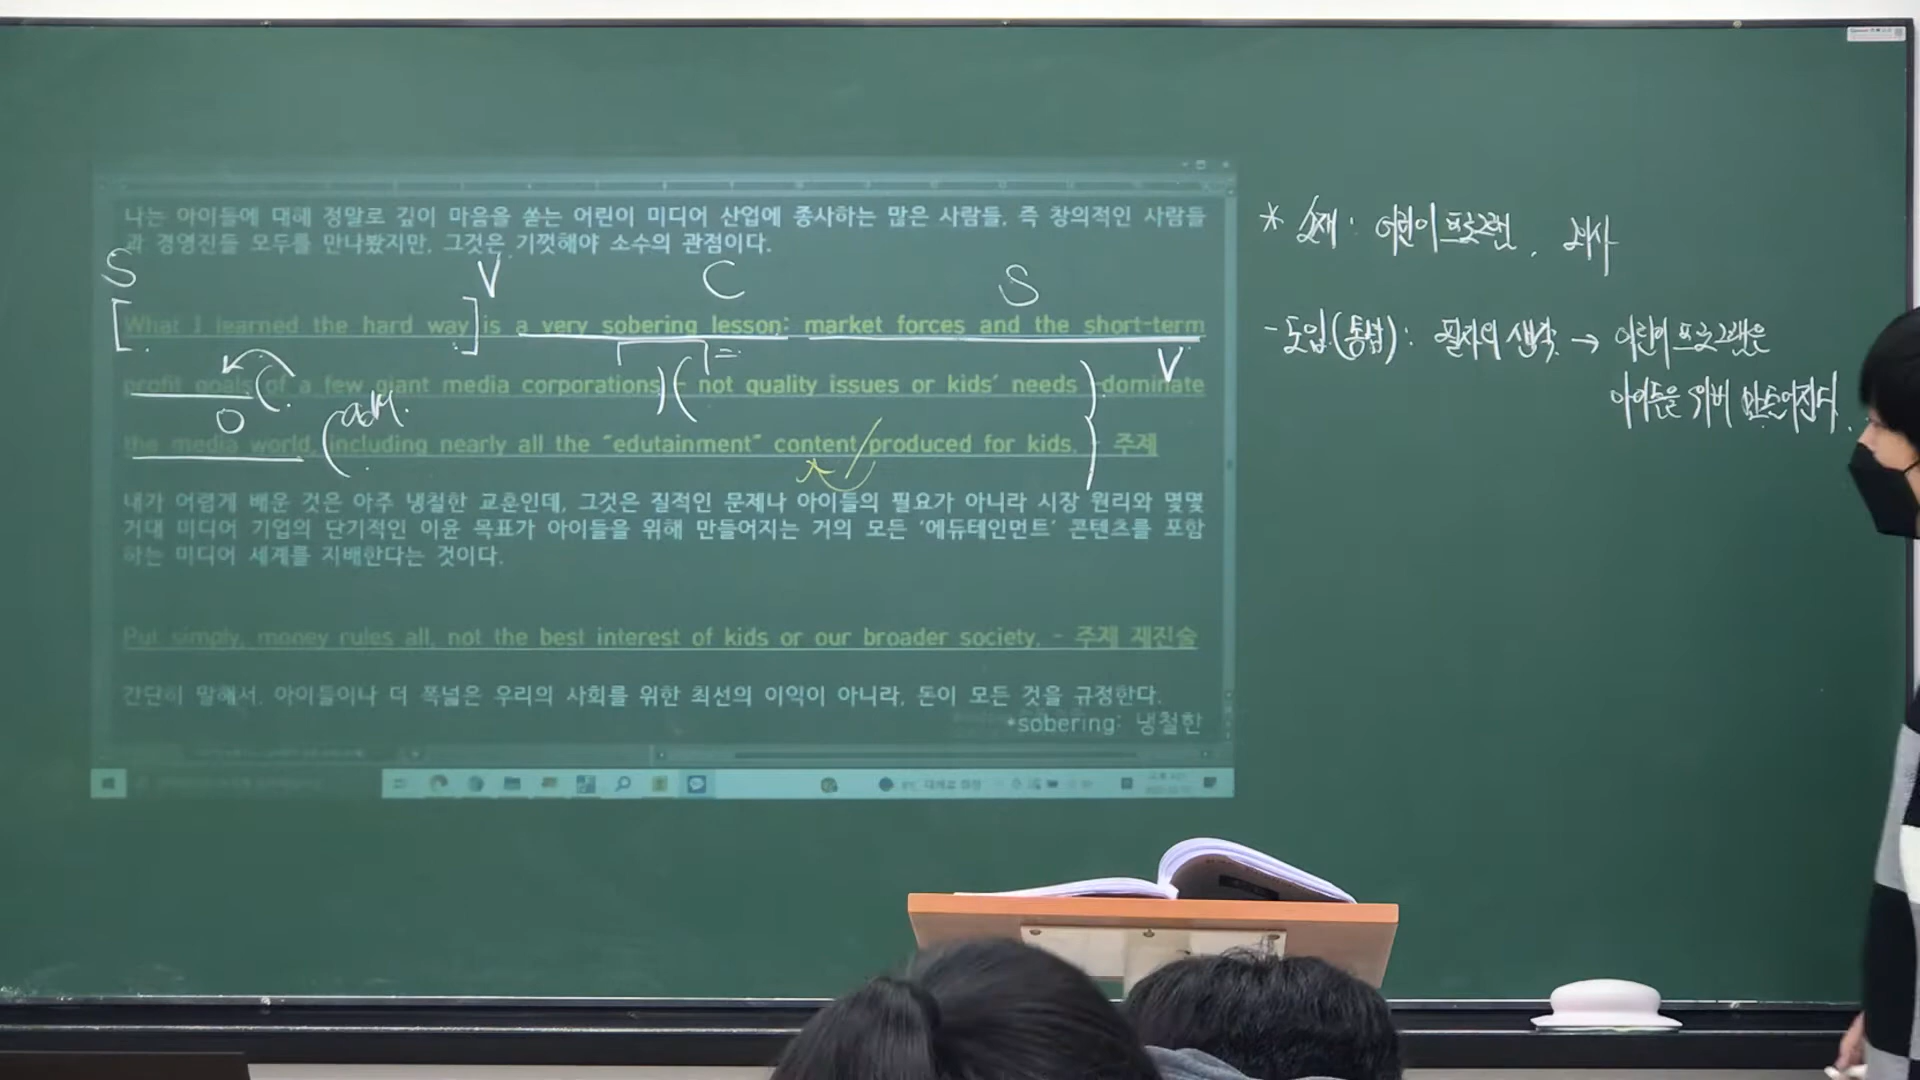 나는 아이들에 대해 정말로 깊이 마음을 쏟는 어린이 미디어 산업에 종사하는 많은 사람들, 즉 창의적인 사람들
과 경영진들 모두를 만나봤지만, 그것은 기껏해야 소수의 관점이다.
S V C S
[What I learned the hard way] is a very sobering lesson: market forces and the short-term
= V
profit goals (of a few giant media corporations) (- not quality issues or kids' needs -) dominate
O
the media world, (including nearly all the "edutainment" content / produced for kids.) - 주제
내가 어렵게 배운 것은 아주 냉철한 교훈인데, 그것은 질적인 문제나 아이들의 필요가 아니라 시장 원리와 몇몇
거대 미디어 기업의 단기적인 이윤 목표가 아이들을 위해 만들어지는 거의 모든 '에듀테인먼트' 콘텐츠를 포함
하는 미디어 세계를 지배한다는 것이다.
Put simply, money rules all, not the best interest of kids or our broader society. - 주제 재진술
간단히 말해서, 아이들이나 더 폭넓은 우리의 사회를 위한 최선의 이익이 아니라, 돈이 모든 것을 규정한다.
*sobering: 냉철한
* 소재 : 어린이 프로그램,
- 도입(통념) : 필자의 생각 → 어린이 프로그램은
아이들을 위해 만들어진다.